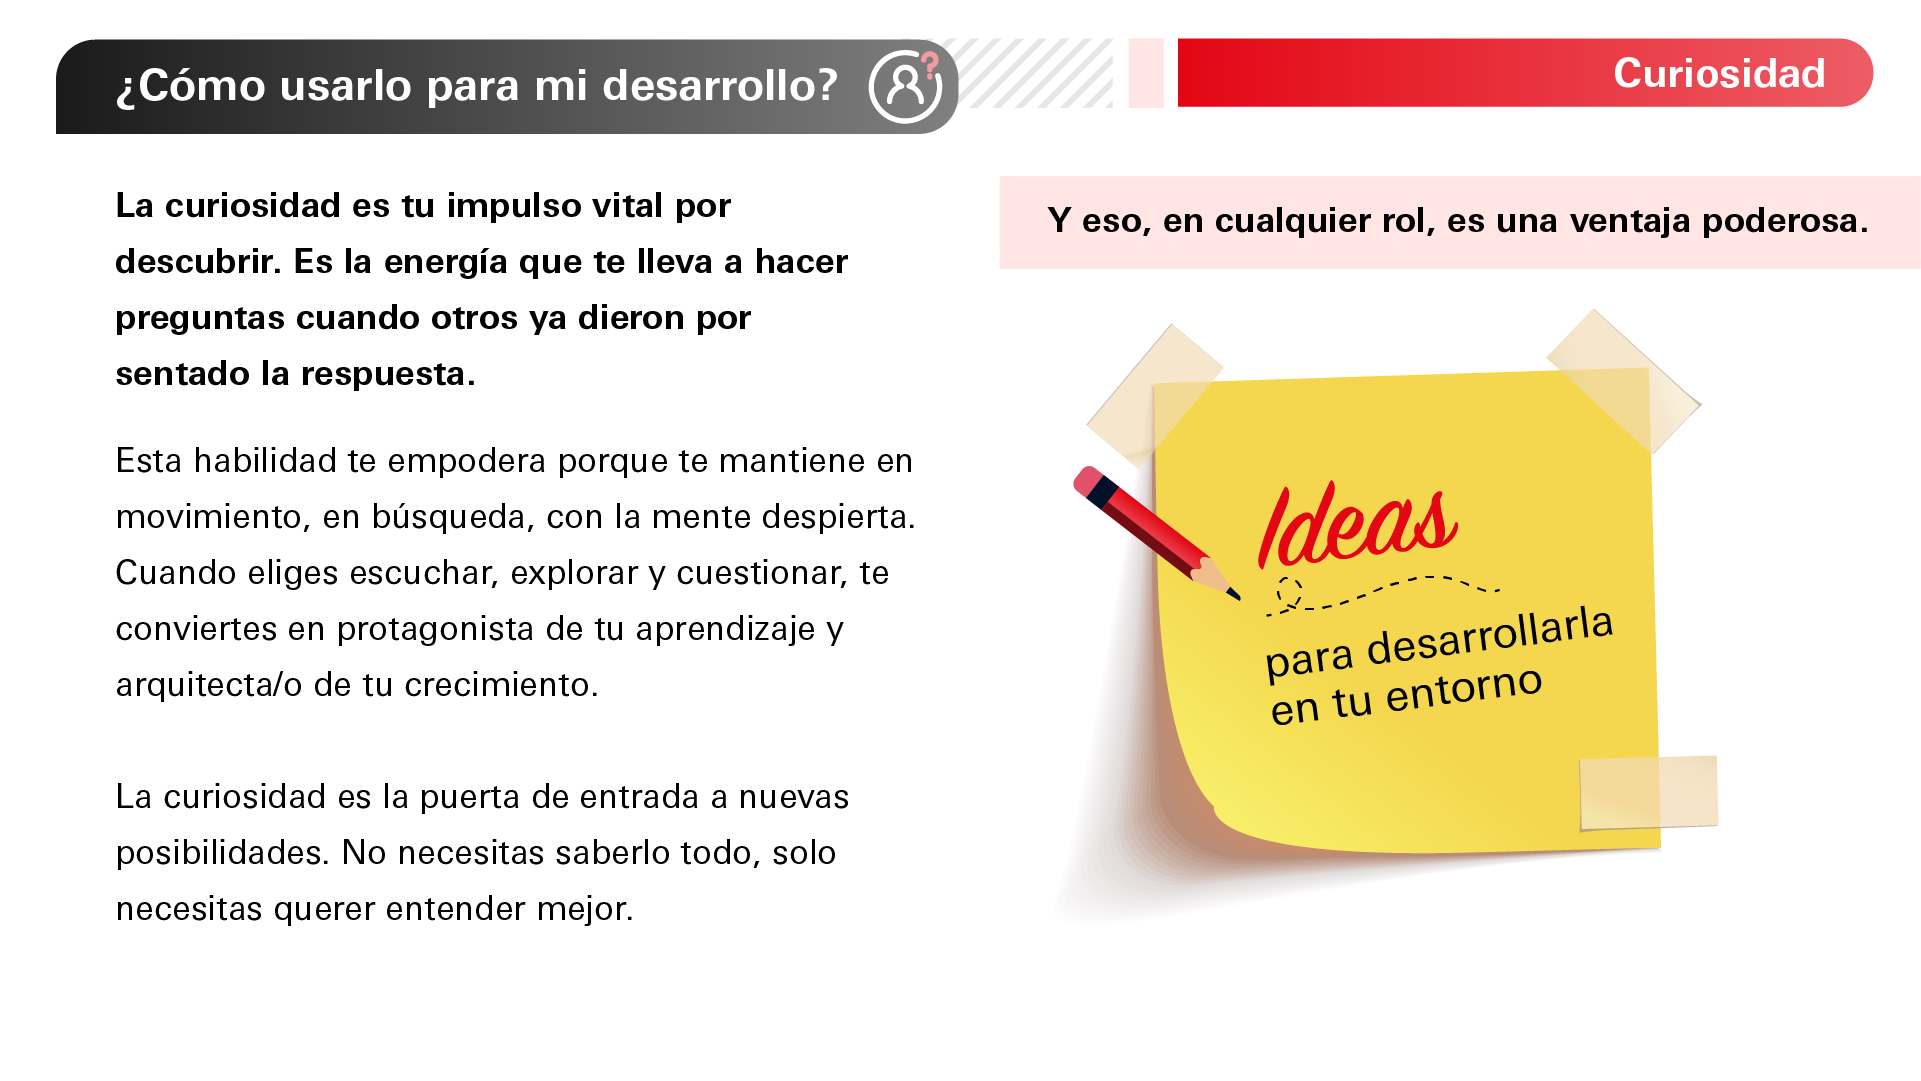 ¿Cómo usarlo para mi desarrollo?
Curiosidad
La curiosidad es tu impulso vital por
descubrir. Es la energía que te lleva a hacer
preguntas cuando otros ya dieron por
sentado la respuesta.
Esta habilidad te empodera porque te mantiene en
movimiento, en búsqueda, con la mente despierta.
Cuando eliges escuchar, explorar y cuestionar, te
conviertes en protagonista de tu aprendizaje y
arquitecta/o de tu crecimiento.
La curiosidad es la puerta de entrada a nuevas
posibilidades. No necesitas saberlo todo, solo
necesitas querer entender mejor.
Y eso, en cualquier rol, es una ventaja poderosa.
Ideas
para desarrollarla
en tu entorno